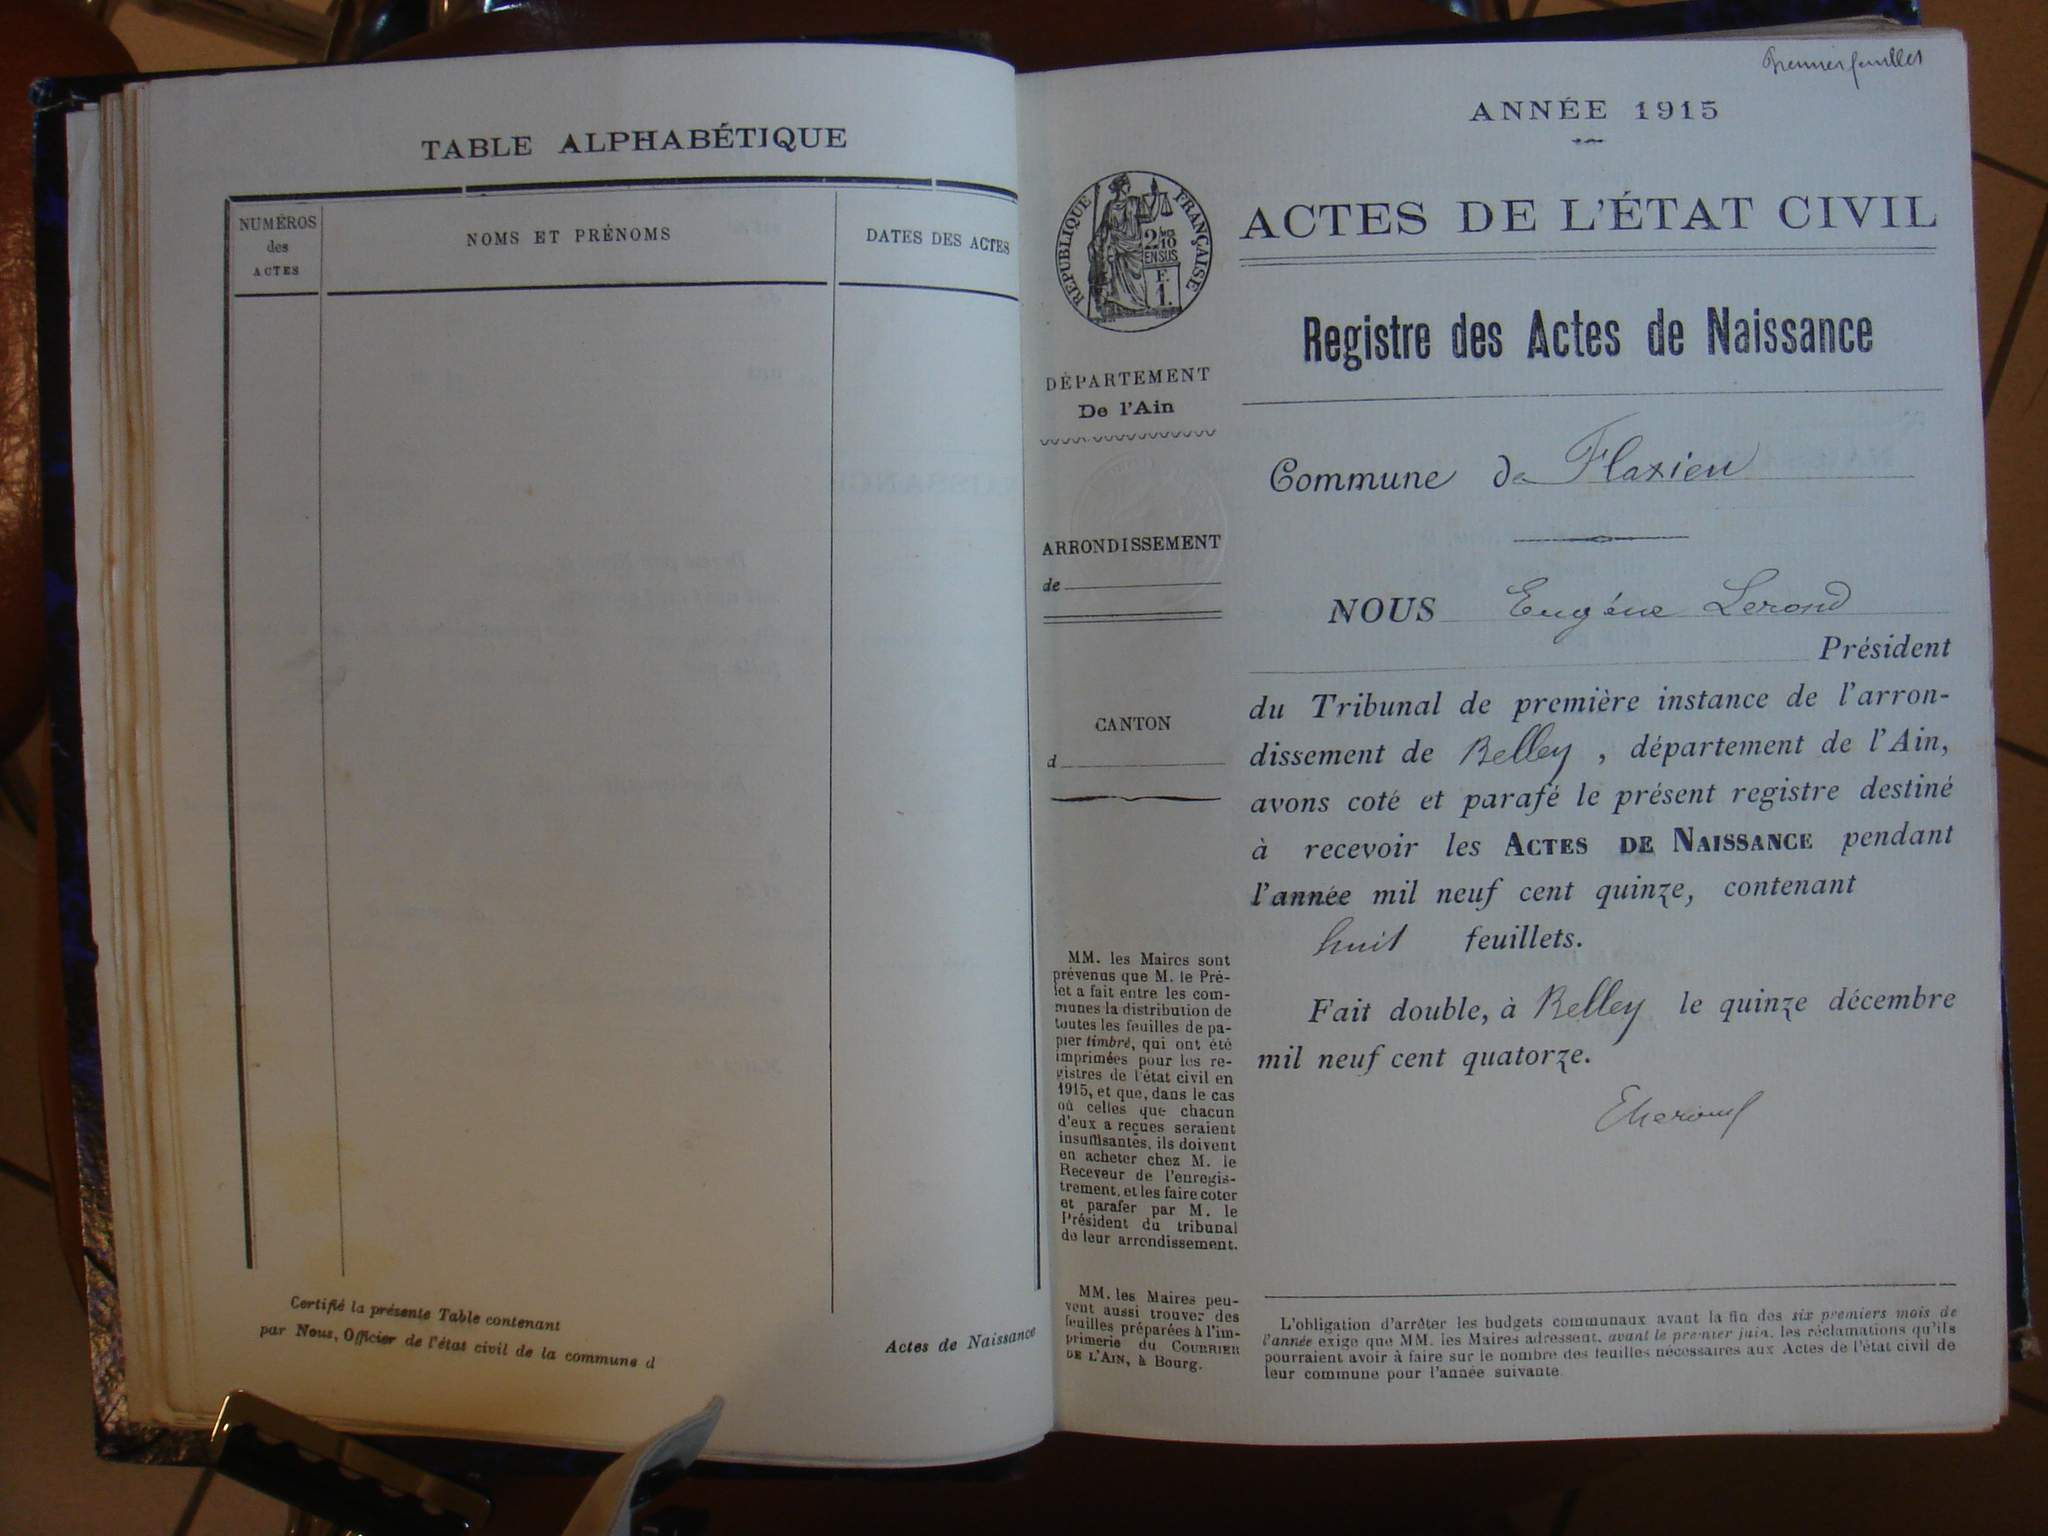 TABLE ALPHABÉTIQUE
NUMÉROS
des
ACTES
NOMS ET PRÉNOMS
DATES DES ACTES
Certifié la présente Table contenant
par Nous, Officier de l'état civil de la commune d
Actes de Naissance
Premier feuillet
ANNÉE 1915
RÉPUBLIQUE FRANÇAISE
2/10
EN SUS
F.
1.
ACTES DE L'ÉTAT CIVIL
Registre des Actes de Naissance
DÉPARTEMENT
De l'Ain
ARRONDISSEMENT
de
CANTON
d
MM. les Maires sont
prévenus que M. le Pré-
fet a fait entre les com-
munes la distribution de
toutes les feuilles de pa-
pier timbré, qui ont été
imprimées pour les re-
gistres de l'état civil en
1915, et que, dans le cas
où celles que chacun
d'eux a reçues seraient
insuffisantes, ils doivent
en acheter chez M. le
Receveur de l'enregis-
trement, et les faire coter
et parafer par M. le
Président du tribunal
de leur arrondissement.
MM. les Maires peu-
vent aussi trouver des
feuilles préparées à l'im-
primerie du COURRIER
DE L'AIN, à Bourg.
Commune de Flaxieu
NOUS Eugène Lerond
Président
du Tribunal de première instance de l'arron-
dissement de Belley, département de l'Ain,
avons coté et parafé le présent registre destiné
à recevoir les ACTES DE NAISSANCE pendant
l'année mil neuf cent quinze, contenant
huit feuillets.
Fait double, à Belley le quinze décembre
mil neuf cent quatorze.
L'obligation d'arrêter les budgets communaux avant la fin des six premiers mois de
l'année exige que MM. les Maires adressent, avant le premier juin, les réclamations qu'ils
pourraient avoir à faire sur le nombre des feuilles nécessaires aux Actes de l'état civil de
leur commune pour l'année suivante.